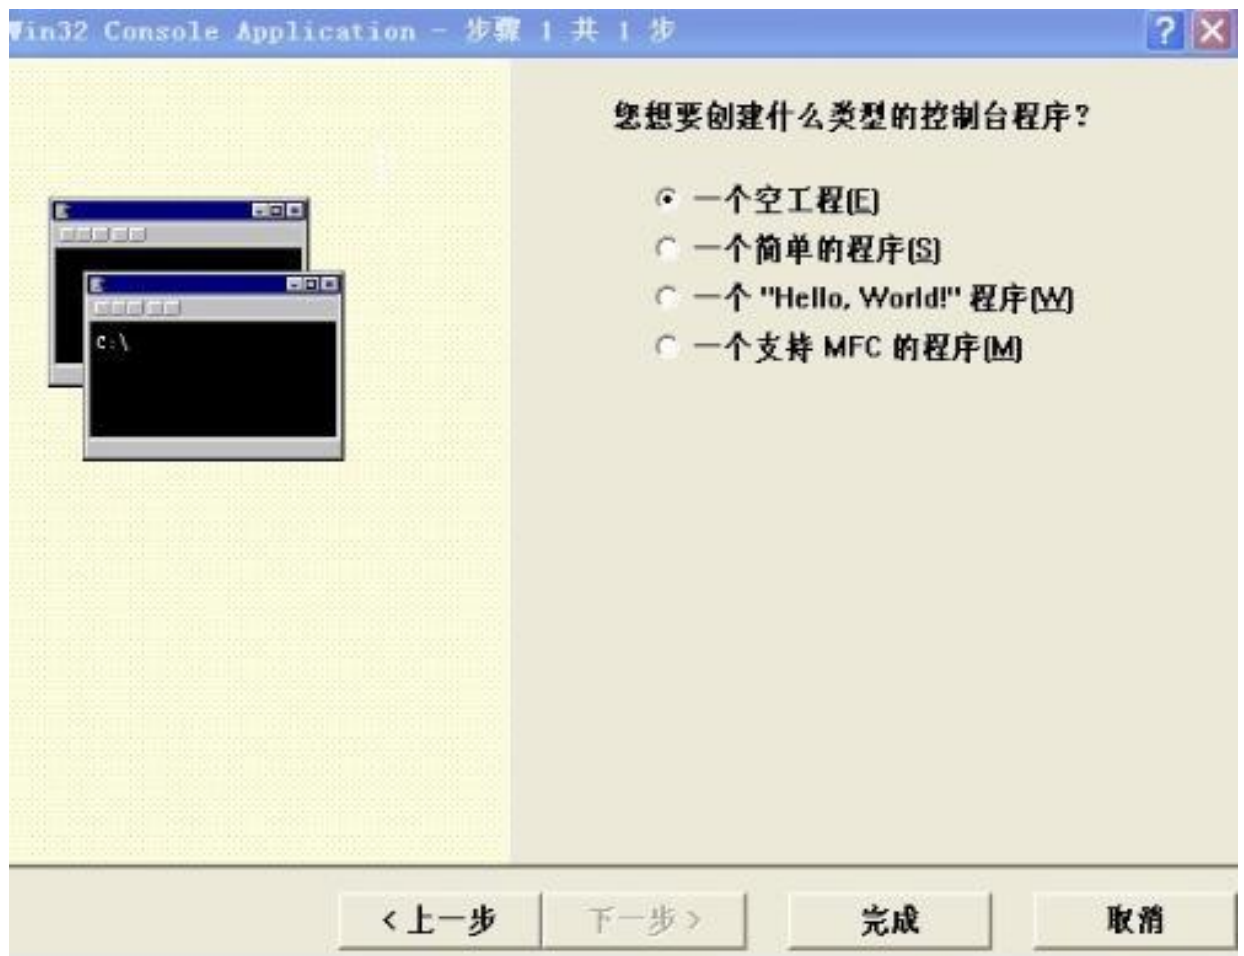 Win32 Console Application - 步骤 1 共 1 步
您想要创建什么类型的控制台程序?
一个空工程(E)
一个简单的程序(S)
一个 "Hello, World!" 程序(W)
一个支持 MFC 的程序(M)
C:\
<上一步 下一步> 完成 取消